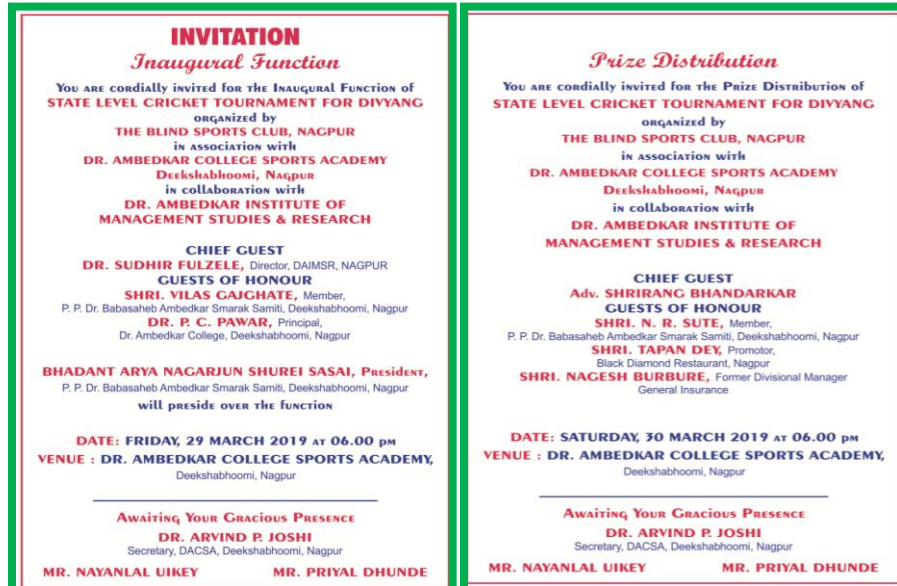 INVITATION
Inaugural Function
You are cordially invited for the Inaugural Function of
STATE LEVEL CRICKET TOURNAMENT FOR DIVYANG
organized by
THE BLIND SPORTS CLUB, NAGPUR
in association with
DR. AMBEDKAR COLLEGE SPORTS ACADEMY
Deekshabhoomi, Nagpur
in collaboration with
DR. AMBEDKAR INSTITUTE OF
MANAGEMENT STUDIES & RESEARCH
CHIEF GUEST
DR. SUDHIR FULZELE, Director, DAIMSR, NAGPUR
GUESTS OF HONOUR
SHRI. VILAS GAJGHATE, Member,
P. P. Dr. Babasaheb Ambedkar Smarak Samiti, Deekshabhoomi, Nagpur
DR. P. C. PAWAR, Principal,
Dr. Ambedkar College, Deekshabhoomi, Nagpur
BHADANT ARYA NAGARJUN SHUREI SASAI, President,
P. P. Dr. Babasaheb Ambedkar Smarak Samiti, Deekshabhoomi, Nagpur
will preside over the function
DATE: FRIDAY, 29 MARCH 2019 AT 06.00 pm
VENUE : DR. AMBEDKAR COLLEGE SPORTS ACADEMY,
Deekshabhoomi, Nagpur
Awaiting Your Gracious Presence
DR. ARVIND P. JOSHI
Secretary, DACSA, Deekshabhoomi, Nagpur
MR. NAYANLAL UIKEY MR. PRIYAL DHUNDE
Prize Distribution
You are cordially invited for the Prize Distribution of
STATE LEVEL CRICKET TOURNAMENT FOR DIVYANG
organized by
THE BLIND SPORTS CLUB, NAGPUR
in association with
DR. AMBEDKAR COLLEGE SPORTS ACADEMY
Deekshabhoomi, Nagpur
in collaboration with
DR. AMBEDKAR INSTITUTE OF
MANAGEMENT STUDIES & RESEARCH
CHIEF GUEST
Adv. SHRIRANG BHANDARKAR
GUESTS OF HONOUR
SHRI. N. R. SUTE, Member,
P. P. Dr. Babasaheb Ambedkar Smarak Samiti, Deekshabhoomi, Nagpur
SHRI. TAPAN DEY, Promotor,
Black Diamond Restaurant, Nagpur
SHRI. NAGESH BURBURE, Former Divisional Manager
General Insurance
DATE: SATURDAY, 30 MARCH 2019 AT 06.00 pm
VENUE : DR. AMBEDKAR COLLEGE SPORTS ACADEMY,
Deekshabhoomi, Nagpur
Awaiting Your Gracious Presence
DR. ARVIND P. JOSHI
Secretary, DACSA, Deekshabhoomi, Nagpur
MR. NAYANLAL UIKEY MR. PRIYAL DHUNDE